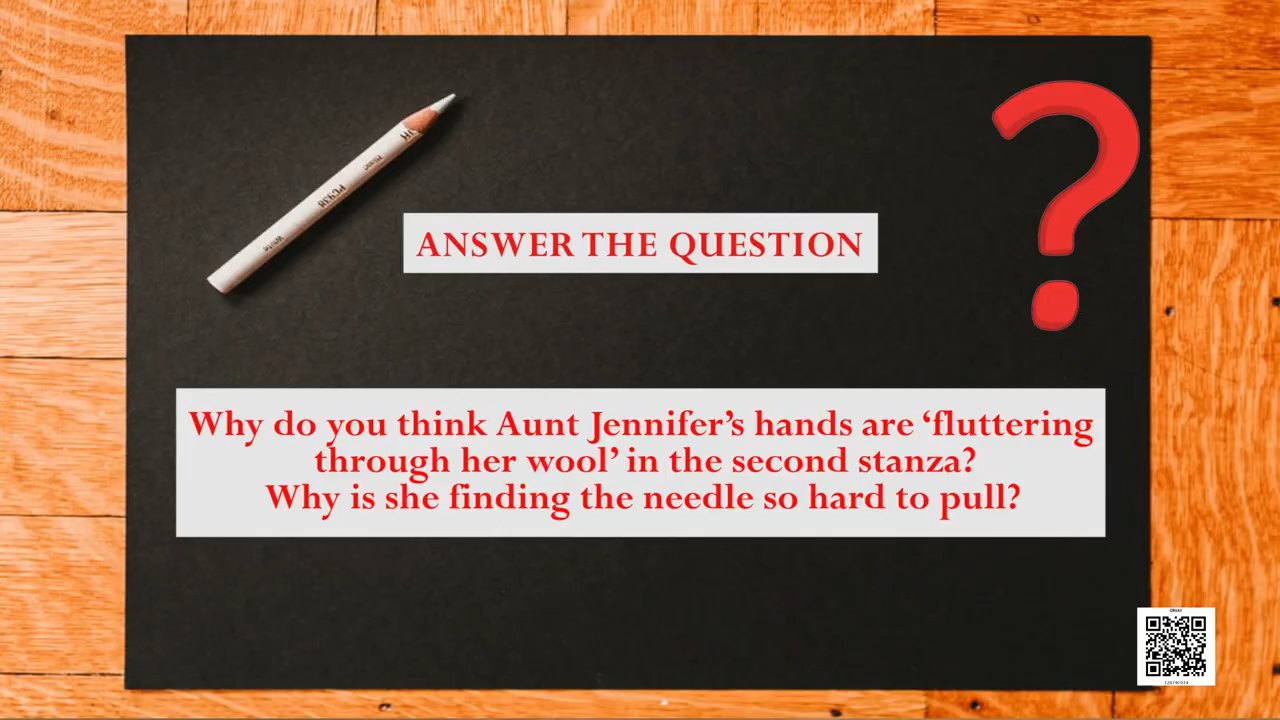 ANSWER THE QUESTION
Why do you think Aunt Jennifer’s hands are ‘fluttering
through her wool’ in the second stanza?
Why is she finding the needle so hard to pull?
White